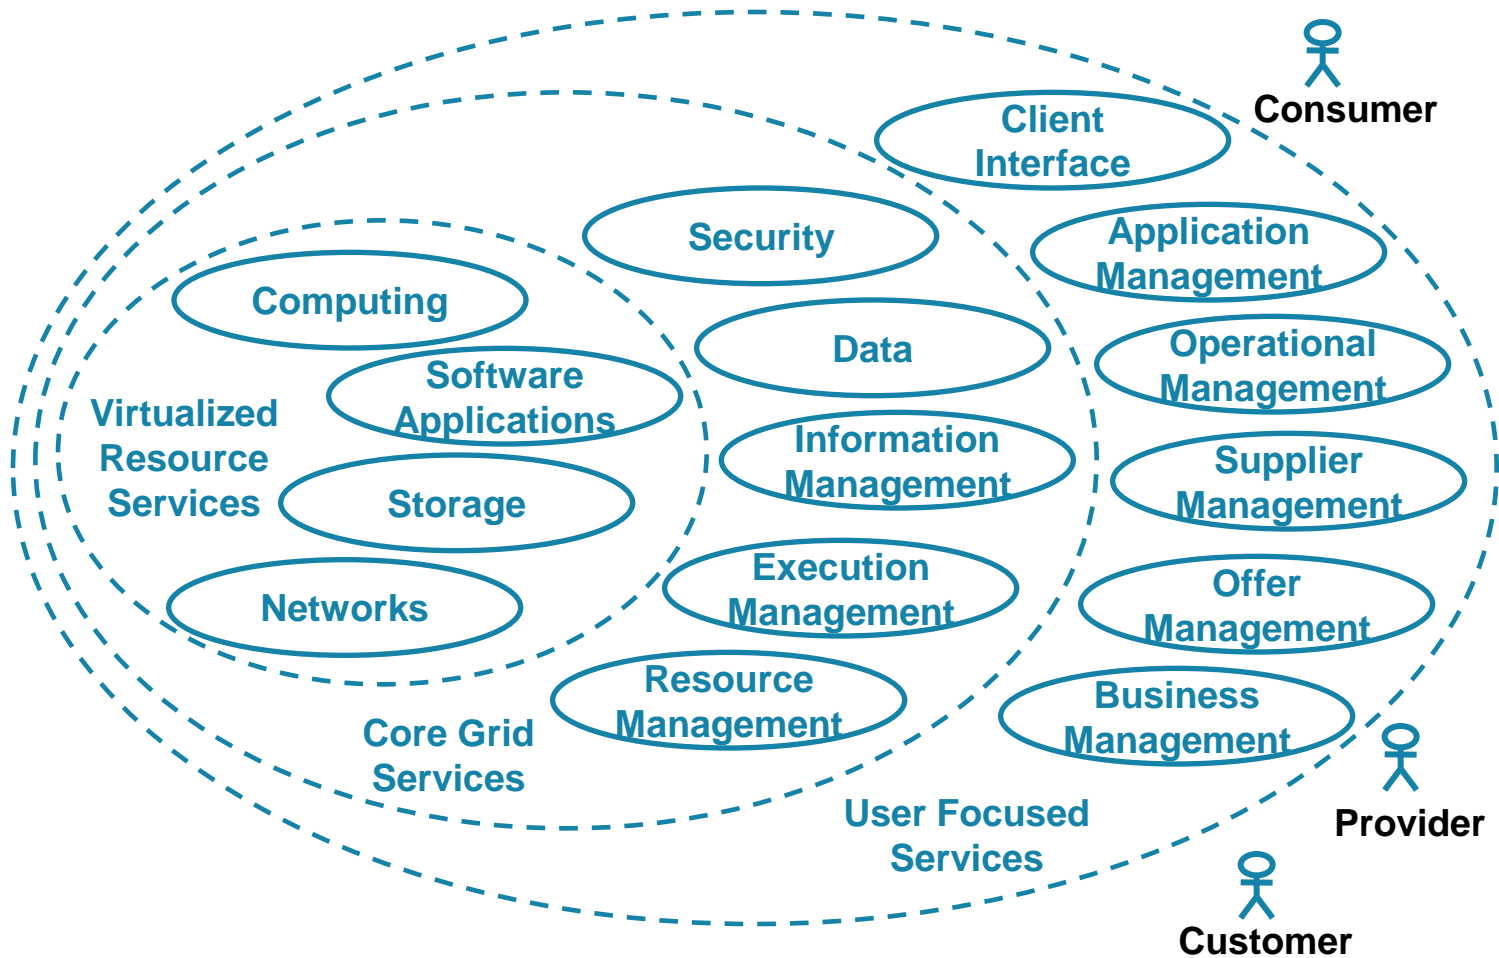 Consumer
Client
Interface
Security
Application
Management
Computing
Data
Operational
Management
Software
Applications
Virtualized
Resource
Services
Information
Management
Supplier
Management
Storage
Execution
Management
Offer
Management
Networks
Resource
Management
Business
Management
Core Grid
Services
User Focused
Services
Provider
Customer